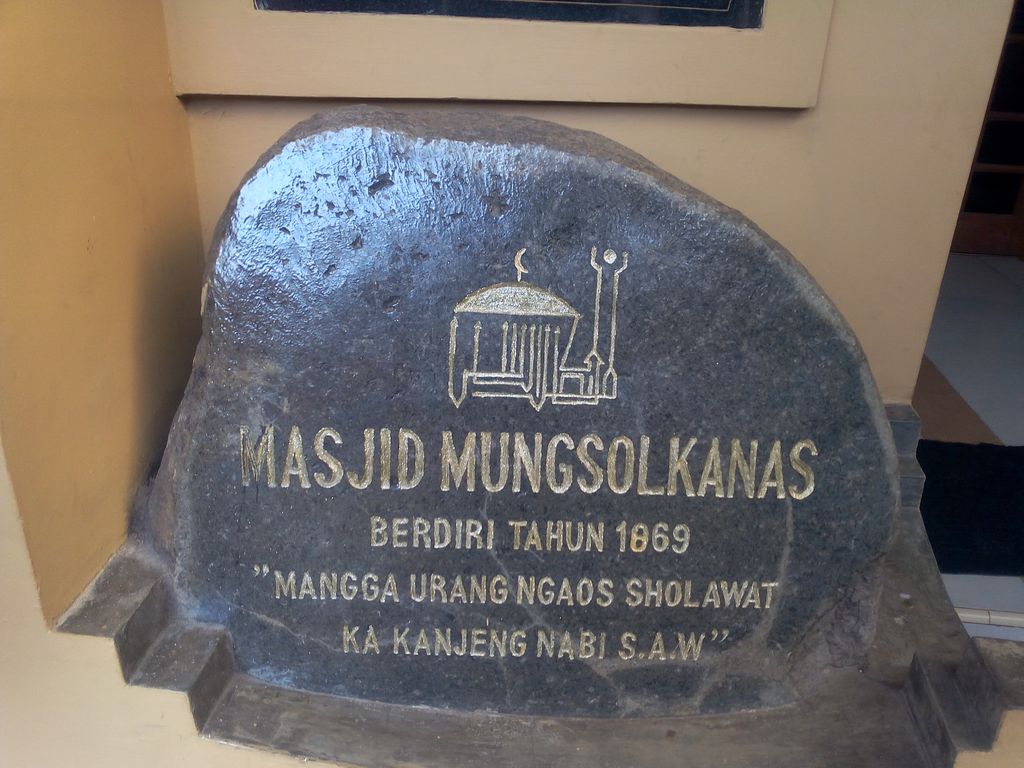 MASJID MUNGSOLKANAS
BERDIRI TAHUN 1869
"MANGGA URANG NGAOS SHOLAWAT
KA KANJENG NABI S.A.W"